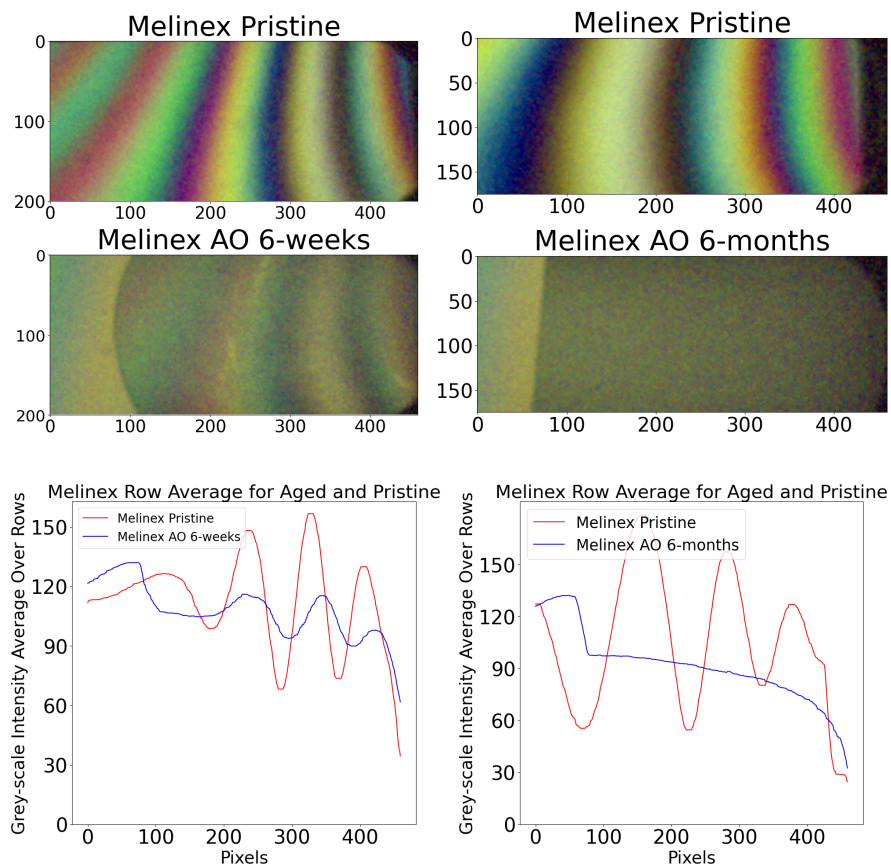 Melinex Pristine
0
100
200
0 100 200 300 400
Melinex Pristine
0
50
100
150
0 100 200 300 400
Melinex AO 6-weeks
0
100
200
0 100 200 300 400
Melinex AO 6-months
0
50
100
150
0 100 200 300 400
Melinex Row Average for Aged and Pristine
Grey-scale Intensity Average Over Rows
150
120
90
60
30
0
Melinex Pristine
Melinex AO 6-weeks
0 100 200 300 400
Pixels
Melinex Row Average for Aged and Pristine
Grey-scale Intensity Average Over Rows
150
120
90
60
30
0
Melinex Pristine
Melinex AO 6-months
0 100 200 300 400
Pixels